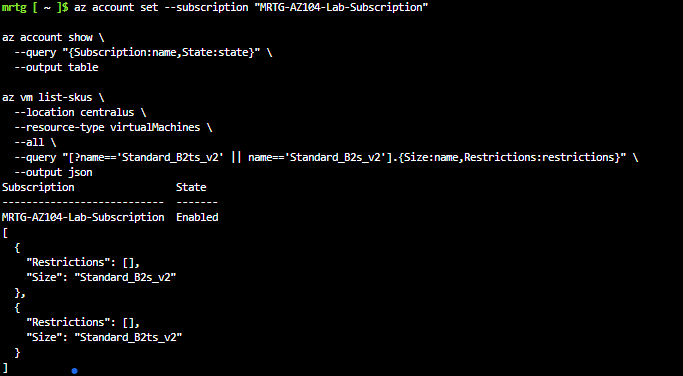 mrtg [ ~ ]$ az account set --subscription "MRTG-AZ104-Lab-Subscription"
az account show \
  --query "{Subscription:name,State:state}" \
  --output table
az vm list-skus \
  --location centralus \
  --resource-type virtualMachines \
  --all \
  --query "[?name=='Standard_B2ts_v2' || name=='Standard_B2s_v2'].{Size:name,Restrictions:restrictions}" \
  --output json
Subscription                 State
---------------------------  -------
MRTG-AZ104-Lab-Subscription  Enabled
[
  {
    "Restrictions": [],
    "Size": "Standard_B2s_v2"
  },
  {
    "Restrictions": [],
    "Size": "Standard_B2ts_v2"
  }
]